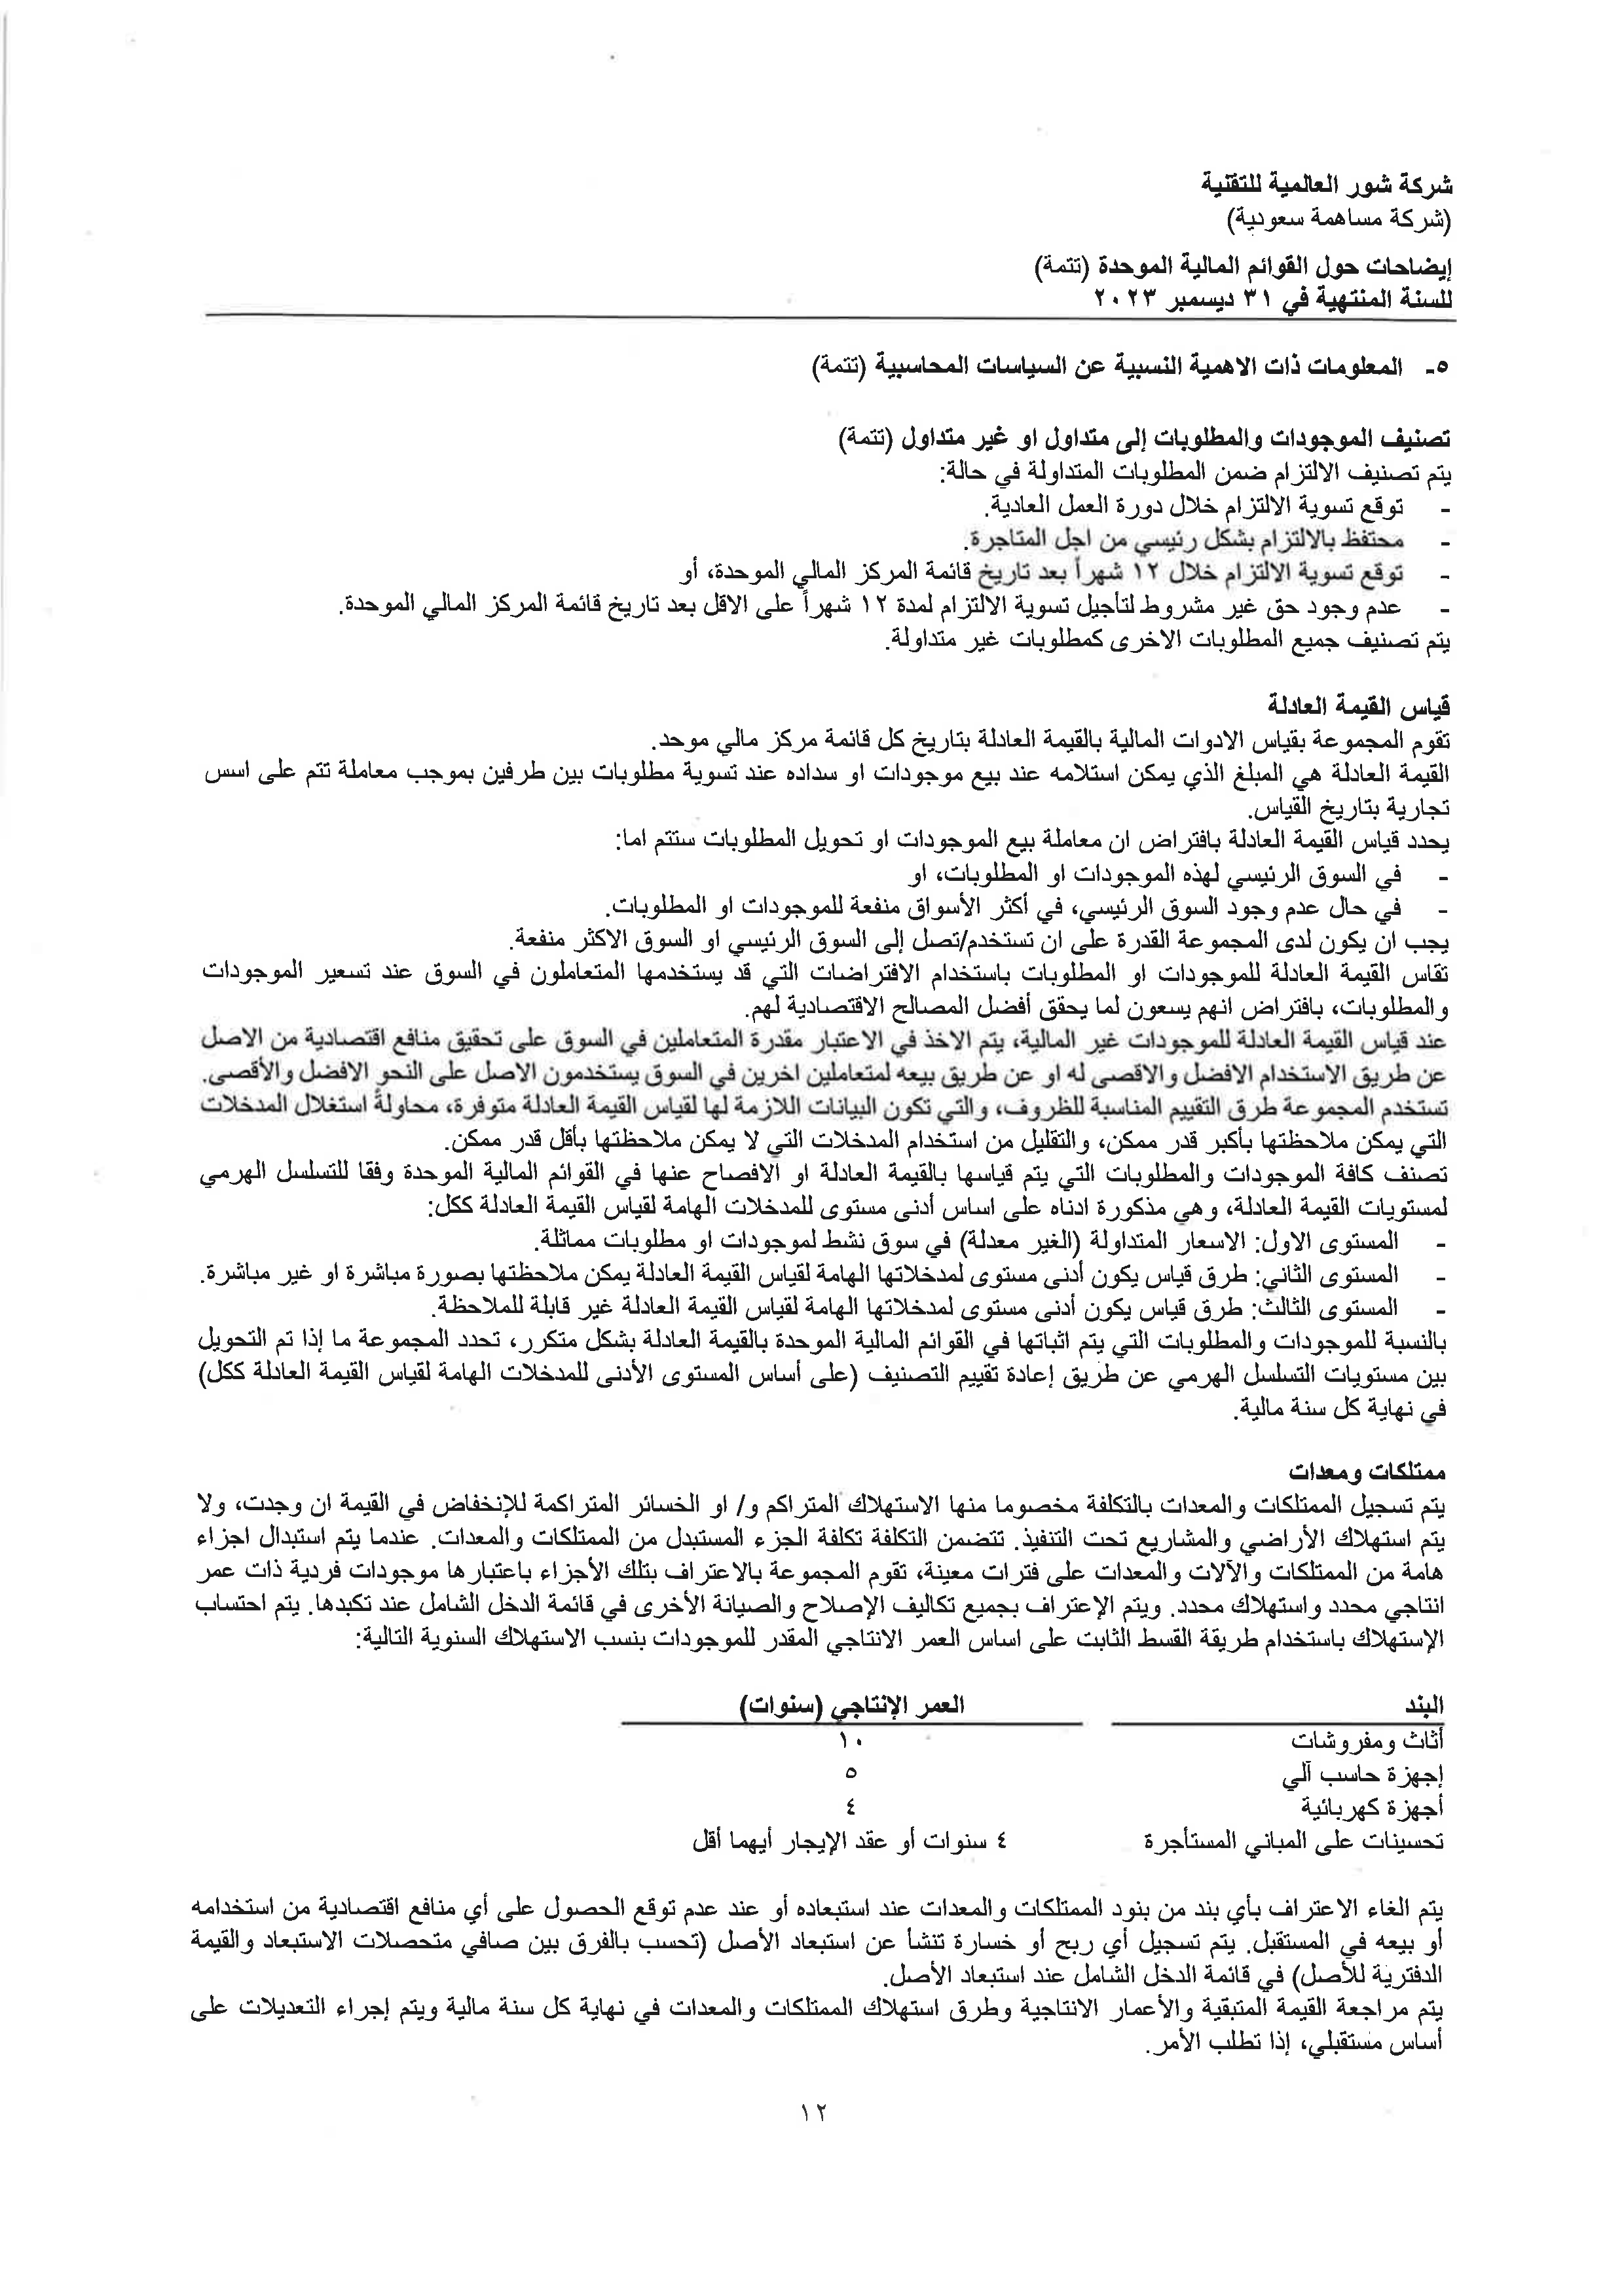 شركة شور العالمية للتقنية
(شركة مساهمة سعودية)
إيضاحات حول القوائم المالية الموحدة (تتمة)
للسنة المنتهية في ٣١ ديسمبر ٢٠٢٣
٥- المعلومات ذات الاهمية النسبية عن السياسات المحاسبية (تتمة)
تصنيف الموجودات والمطلوبات إلى متداول او غير متداول (تتمة)
يتم تصنيف الالتزام ضمن المطلوبات المتداولة في حالة:
- توقع تسوية الالتزام خلال دورة العمل العادية.
- محتفظ بالالتزام بشكل رئيسي من اجل المتاجرة.
- توقع تسوية الالتزام خلال ١٢ شهراً بعد تاريخ قائمة المركز المالي الموحدة، أو
- عدم وجود حق غير مشروط لتأجيل تسوية الالتزام لمدة ١٢ شهراً على الاقل بعد تاريخ قائمة المركز المالي الموحدة.
يتم تصنيف جميع المطلوبات الاخرى كمطلوبات غير متداولة.
قياس القيمة العادلة
تقوم المجموعة بقياس الادوات المالية بالقيمة العادلة بتاريخ كل قائمة مركز مالي موحد.
القيمة العادلة هي المبلغ الذي يمكن استلامه عند بيع موجودات او سداده عند تسوية مطلوبات بين طرفين بموجب معاملة تتم على اسس
تجارية بتاريخ القياس.
يحدد قياس القيمة العادلة بافتراض ان معاملة بيع الموجودات او تحويل المطلوبات ستتم اما:
- في السوق الرئيسي لهذه الموجودات او المطلوبات، او
- في حال عدم وجود السوق الرئيسي، في أكثر الأسواق منفعة للموجودات او المطلوبات.
يجب ان يكون لدى المجموعة القدرة على ان تستخدم/تصل إلى السوق الرئيسي او السوق الاكثر منفعة.
تقاس القيمة العادلة للموجودات او المطلوبات باستخدام الافتراضات التي قد يستخدمها المتعاملون في السوق عند تسعير الموجودات
والمطلوبات، بافتراض انهم يسعون لما يحقق أفضل المصالح الاقتصادية لهم.
عند قياس القيمة العادلة للموجودات غير المالية، يتم الاخذ في الاعتبار مقدرة المتعاملين في السوق على تحقيق منافع اقتصادية من الاصل
عن طريق الاستخدام الافضل والاقصى له او عن طريق بيعه لمتعاملين اخرين في السوق يستخدمون الاصل على النحو الافضل والأقصى.
تستخدم المجموعة طرق التقييم المناسبة للظروف، والتي تكون البيانات اللازمة لها لقياس القيمة العادلة متوفرة، محاولةً استغلال المدخلات
التي يمكن ملاحظتها بأكبر قدر ممكن، والتقليل من استخدام المدخلات التي لا يمكن ملاحظتها بأقل قدر ممكن.
تصنف كافة الموجودات والمطلوبات التي يتم قياسها بالقيمة العادلة او الافصاح عنها في القوائم المالية الموحدة وفقا للتسلسل الهرمي
لمستويات القيمة العادلة، وهي مذكورة ادناه على اساس أدنى مستوى للمدخلات الهامة لقياس القيمة العادلة ككل:
- المستوى الاول: الاسعار المتداولة (الغير معدلة) في سوق نشط لموجودات او مطلوبات مماثلة.
- المستوى الثاني: طرق قياس يكون أدنى مستوى لمدخلاتها الهامة لقياس القيمة العادلة يمكن ملاحظتها بصورة مباشرة او غير مباشرة.
- المستوى الثالث: طرق قياس يكون أدنى مستوى لمدخلاتها الهامة لقياس القيمة العادلة غير قابلة للملاحظة.
بالنسبة للموجودات والمطلوبات التي يتم اثباتها في القوائم المالية الموحدة بالقيمة العادلة بشكل متكرر، تحدد المجموعة ما إذا تم التحويل
بين مستويات التسلسل الهرمي عن طريق إعادة تقييم التصنيف (على أساس المستوى الأدنى للمدخلات الهامة لقياس القيمة العادلة ككل)
في نهاية كل سنة مالية.
ممتلكات ومعدات
يتم تسجيل الممتلكات والمعدات بالتكلفة مخصوما منها الاستهلاك المتراكم و/ او الخسائر المتراكمة للإنخفاض في القيمة ان وجدت، ولا
يتم استهلاك الأراضي والمشاريع تحت التنفيذ. تتضمن التكلفة تكلفة الجزء المستبدل من الممتلكات والمعدات. عندما يتم استبدال اجزاء
هامة من الممتلكات والآلات والمعدات على فترات معينة، تقوم المجموعة بالاعتراف بتلك الأجزاء باعتبارها موجودات فردية ذات عمر
انتاجي محدد واستهلاك محدد. ويتم الإعتراف بجميع تكاليف الإصلاح والصيانة الأخرى في قائمة الدخل الشامل عند تكبدها. يتم احتساب
الإستهلاك باستخدام طريقة القسط الثابت على اساس العمر الانتاجي المقدر للموجودات بنسب الاستهلاك السنوية التالية:
البند العمر الإنتاجي (سنوات)
أثاث ومفروشات ١٠
إجهزة حاسب آلي ٥
أجهزة كهربائية ٤
تحسينات على المباني المستأجرة ٤ سنوات أو عقد الإيجار أيهما أقل
يتم الغاء الاعتراف بأي بند من بنود الممتلكات والمعدات عند استبعاده أو عند عدم توقع الحصول على أي منافع اقتصادية من استخدامه
أو بيعه في المستقبل. يتم تسجيل أي ربح أو خسارة تنشأ عن استبعاد الأصل (تحسب بالفرق بين صافي متحصلات الاستبعاد والقيمة
الدفترية للأصل) في قائمة الدخل الشامل عند استبعاد الأصل.
يتم مراجعة القيمة المتبقية والأعمار الانتاجية وطرق استهلاك الممتلكات والمعدات في نهاية كل سنة مالية ويتم إجراء التعديلات على
أساس مستقبلي، إذا تطلب الأمر.
١٢